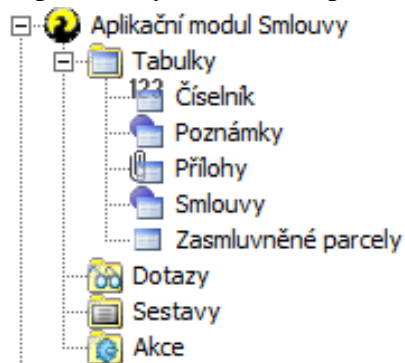 Aplikační modul Smlouvy
Tabulky
123 Číselník
Poznámky
Přílohy
Smlouvy
Zasmluvněné parcely
Dotazy
Sestavy
Akce